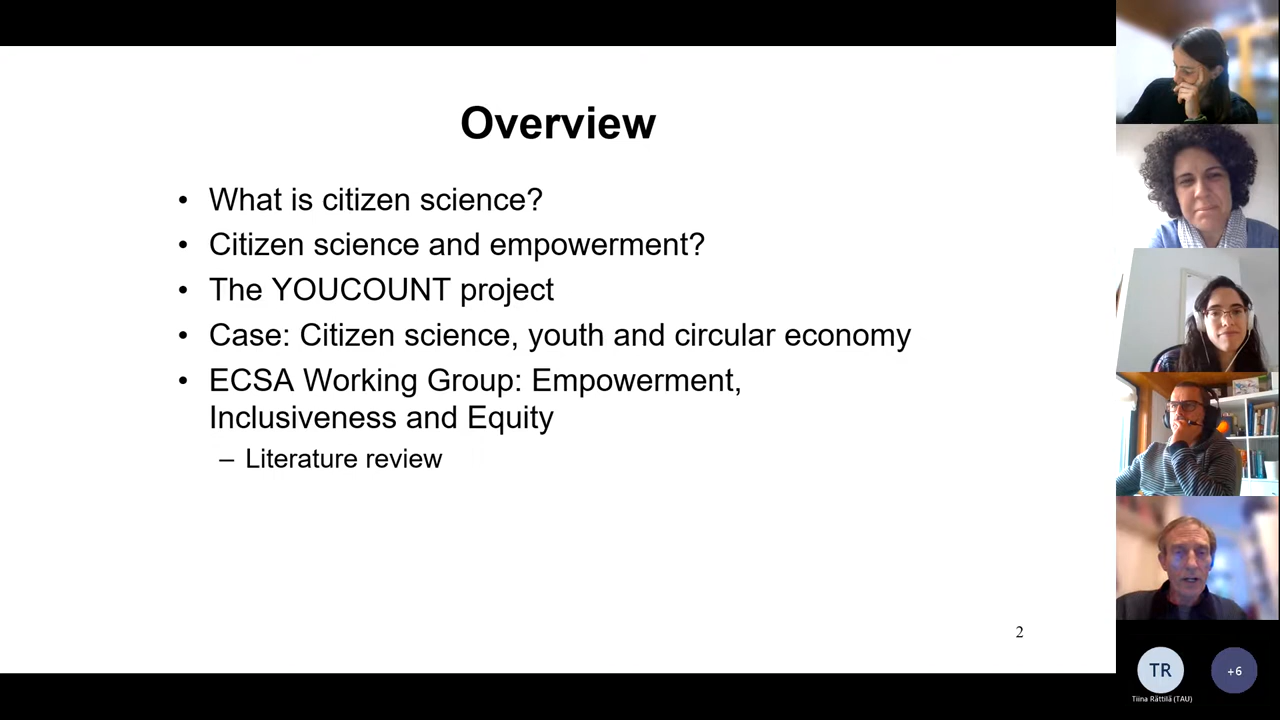 Overview
• What is citizen science?
• Citizen science and empowerment?
• The YOUCOUNT project
• Case: Citizen science, youth and circular economy
• ECSA Working Group: Empowerment,
Inclusiveness and Equity
– Literature review
2
TR
+6
Tiina Rättilä (TAU)